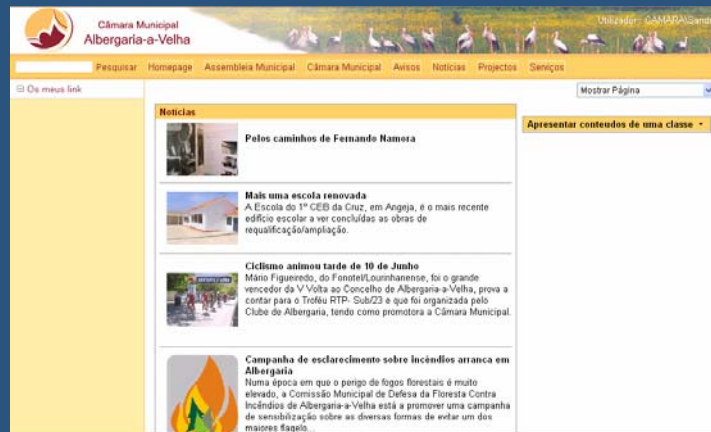 Câmara Municipal
Albergaria-a-Velha
Utilizador: CAMARA\Sandr
Pesquisar Homepage Assembleia Municipal Câmara Municipal Avisos Notícias Projectos Serviços
Os meus link
Mostrar Página
Notícias
Apresentar conteudos de uma classe
Pelos caminhos de Fernando Namora
Mais uma escola renovada
A Escola do 1º CEB da Cruz, em Angeja, é o mais recente
edifício escolar a ver concluídas as obras de
requalificação/ampliação.
Ciclismo animou tarde de 10 de Junho
Mário Figueiredo, do Fonotel/Lourinhanense, foi o grande
vencedor da V Volta ao Concelho de Albergaria-a-Velha, prova a
contar para o Troféu RTP- Sub/23 e que foi organizada pelo
Clube de Albergaria, tendo como promotora a Câmara Municipal.
Campanha de esclarecimento sobre incêndios arranca em
Albergaria
Numa época em que o perigo de fogos florestais é muito
elevado, a Comissão Municipal de Defesa da Floresta Contra
Incêndios de Albergaria-a-Velha está a promover uma campanha
de sensibilização sobre as diversas formas de evitar um dos
maiores flagelo...